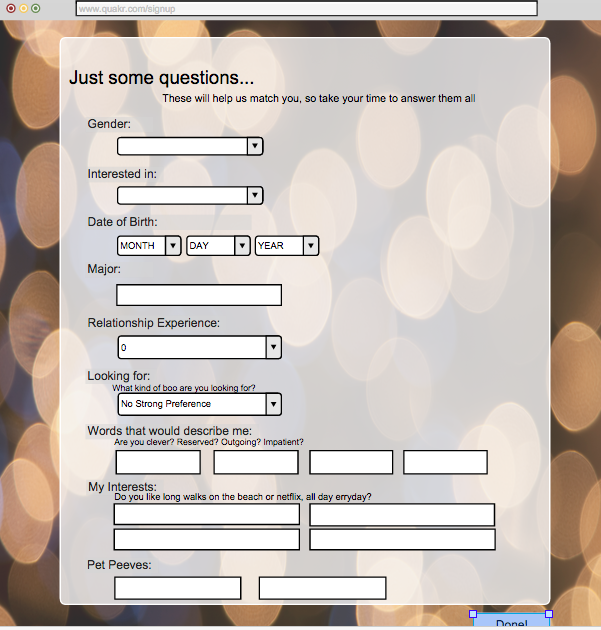 www.quakr.com/signup
Just some questions...
These will help us match you, so take your time to answer them all
Gender:
Interested in:
Date of Birth:
MONTH DAY YEAR
Major:
Relationship Experience:
0
Looking for:
What kind of boo are you looking for?
No Strong Preference
Words that would describe me:
Are you clever? Reserved? Outgoing? Impatient?
My Interests:
Do you like long walks on the beach or netflix, all day erryday?
Pet Peeves:
Done!